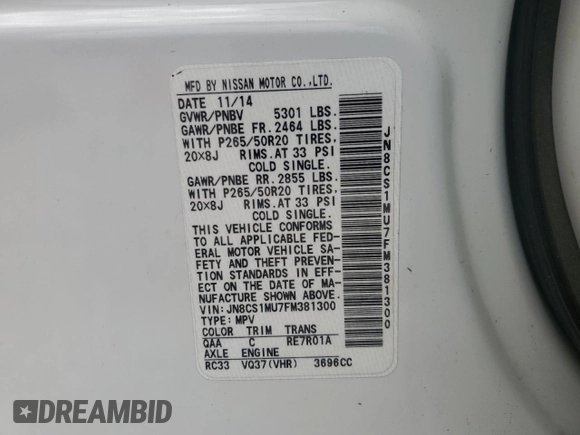 MFD BY NISSAN MOTOR CO.,LTD.
DATE 11/14
GVWR/PNBV 5301 LBS.
GAWR/PNBE FR. 2464 LBS.
WITH P265/50R20 TIRES,
20×8J RIMS.AT 33 PSI
COLD SINGLE.
GAWR/PNBE RR. 2855 LBS.
WITH P265/50R20 TIRES,
20×8J RIMS.AT 33 PSI
COLD SINGLE.
THIS VEHICLE CONFORMS
TO ALL APPLICABLE FED-
ERAL MOTOR VEHICLE SA-
FETY AND THEFT PREVEN-
TION STANDARDS IN EFF-
ECT ON THE DATE OF MA-
NUFACTURE SHOWN ABOVE.
VIN:JN8CS1MU7FM381300
TYPE: MPV
COLOR TRIM TRANS
QAA C RE7R01A
AXLE ENGINE
RC33 VQ37(VHR) 3696CC
JN8CS1MU7FM381300
DREAMBID
DREAMBID.COM